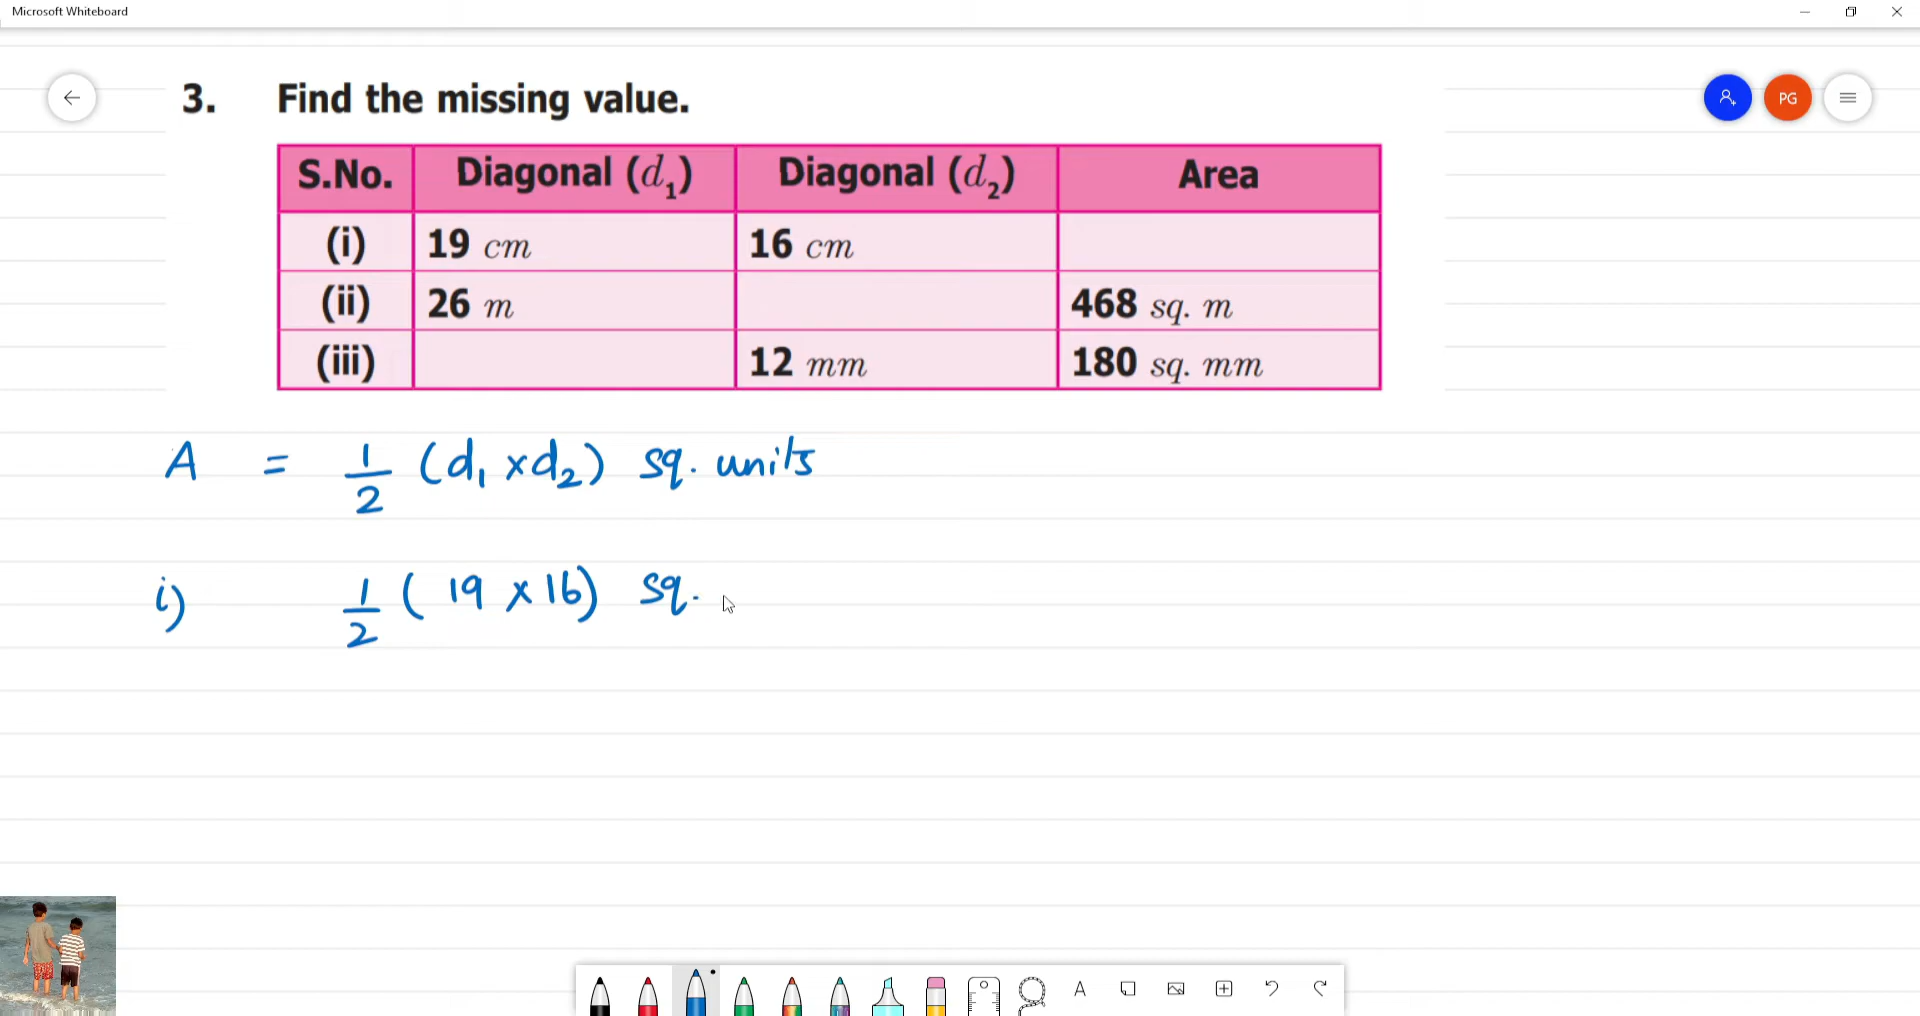 Microsoft Whiteboard
3. Find the missing value.
PG
S.No. Diagonal (d₁) Diagonal (d₂) Area
(i) 19 cm 16 cm
(ii) 26 m 468 sq. m
(iii) 12 mm 180 sq. mm
A = 1/2 (d₁ × d₂) sq. units
i) 1/2 ( 19 × 16) sq.
A